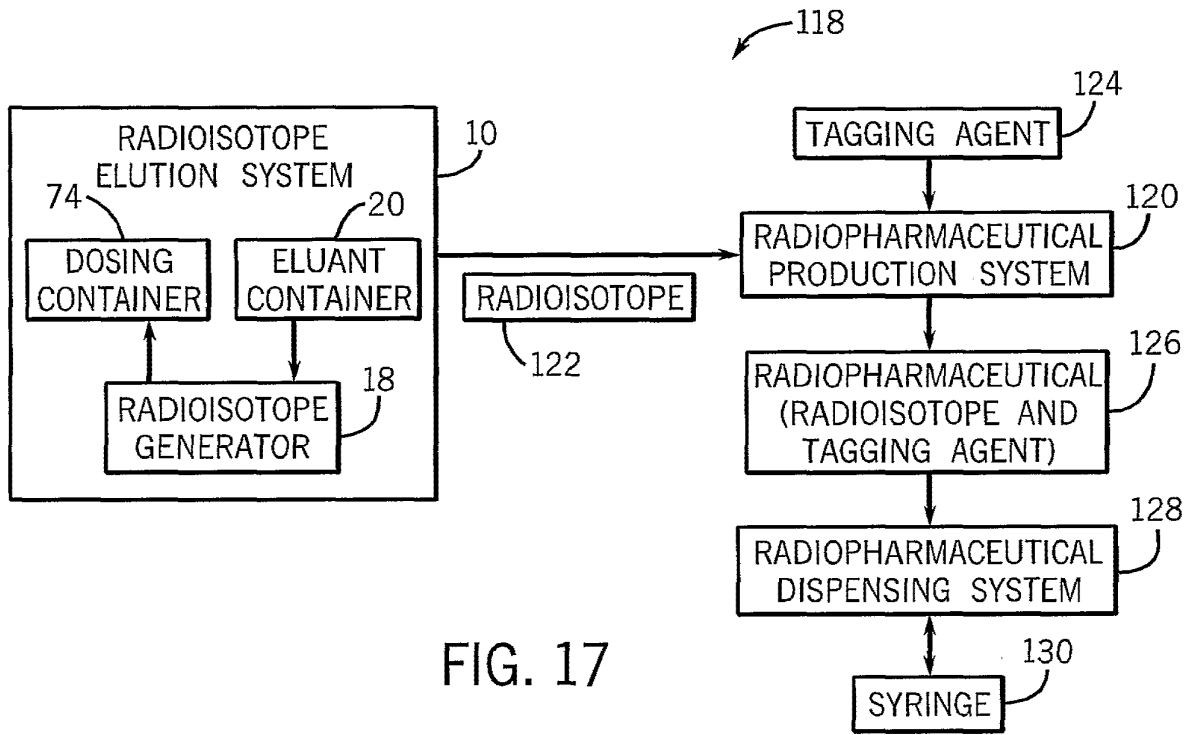 118
RADIOISOTOPE
ELUTION SYSTEM
10
74
DOSING
CONTAINER
20
ELUANT
CONTAINER
RADIOISOTOPE
GENERATOR
18
RADIOISOTOPE
122
124
TAGGING AGENT
120
RADIOPHARMACEUTICAL
PRODUCTION SYSTEM
126
RADIOPHARMACEUTICAL
(RADIOISOTOPE AND
TAGGING AGENT)
128
RADIOPHARMACEUTICAL
DISPENSING SYSTEM
130
SYRINGE
FIG. 17